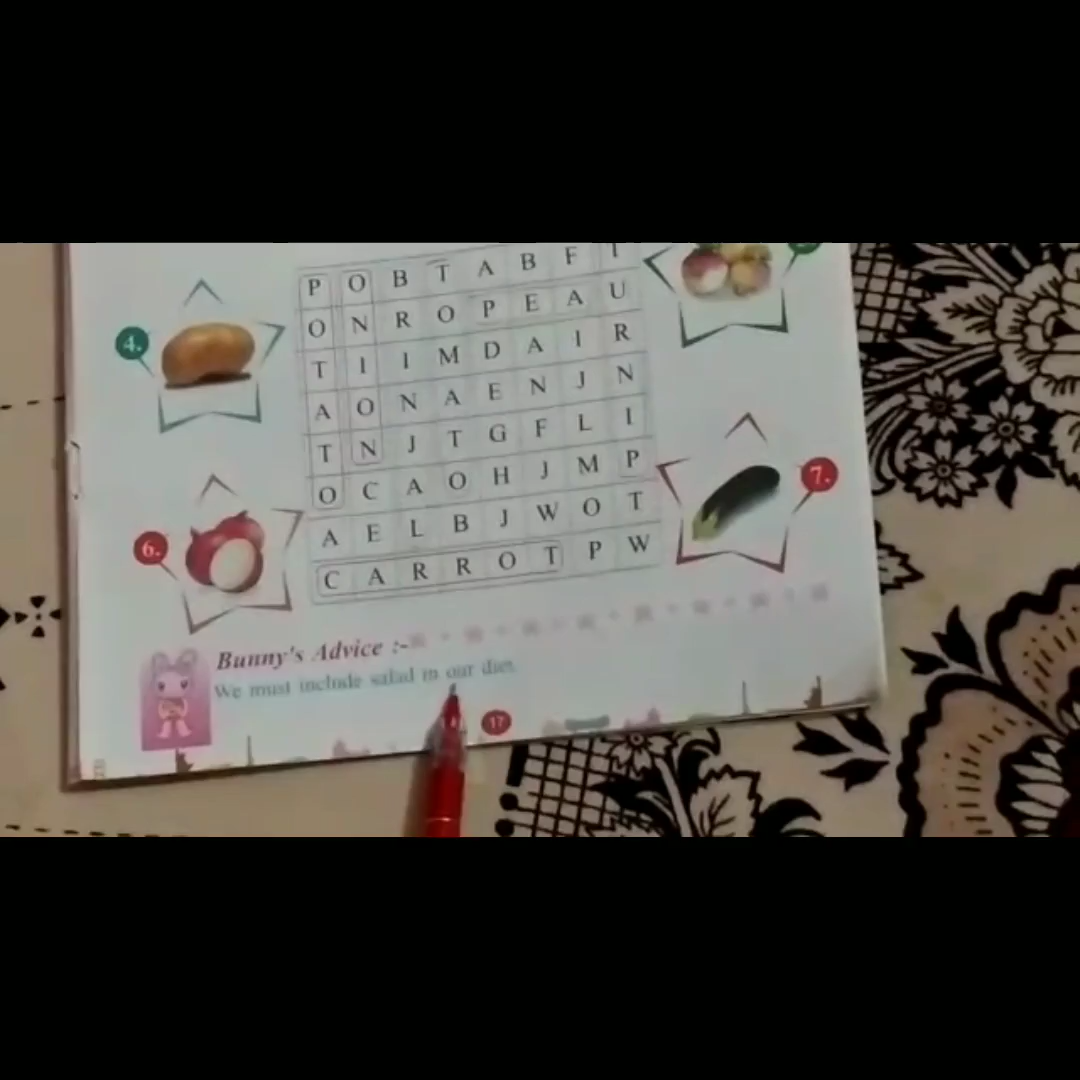 P O B T A B F T
4.
O N R O P E A U
T I I M D A I R
A O N A E N J N
T N J T G F L I
O C A O H J M P
7.
6.
A E L B J W O T
C A R R O T P W
Bunny's Advice :-
We must include salad in our diet.
17